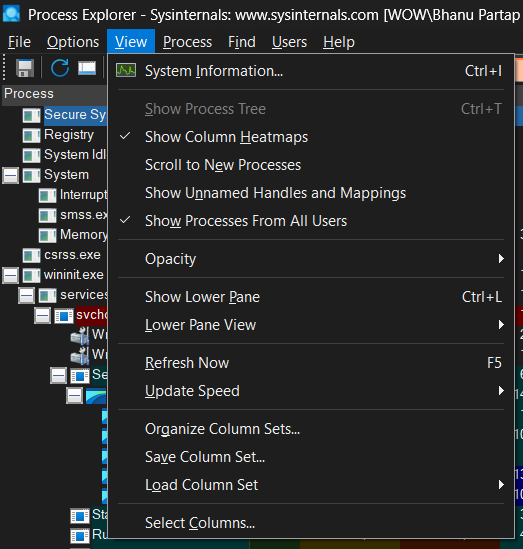 Process Explorer - Sysinternals: www.sysinternals.com [WOW\Bhanu Partap
File Options View Process Find Users Help
System Information... Ctrl+I
Process
Show Process Tree Ctrl+T
Secure Sy
Show Column Heatmaps
Registry
System Idl
Scroll to New Processes
System
Show Unnamed Handles and Mappings
Interrupt
smss.ex
Show Processes From All Users
Memory
csrss.exe
Opacity
wininit.exe
services
Show Lower Pane Ctrl+L
svcho
Lower Pane View
Refresh Now F5
Se
Update Speed
Organize Column Sets...
Save Column Set...
Load Column Set
Sta
Select Columns...
Ru